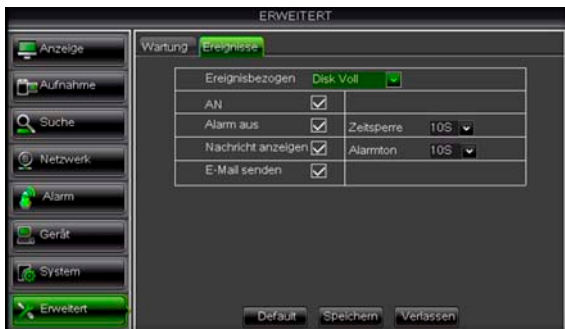 ERWEITERT
Anzeige
Aufnahme
Suche
Netzwerk
Alarm
Gerät
System
Erweitert
Wartung Ereignisse
Ereignisbezogen Disk Voll
AN
Alarm aus Zeitsperre 10S
Nachricht anzeigen Alarmton 10S
E-Mail senden
Default Speichern Verlassen